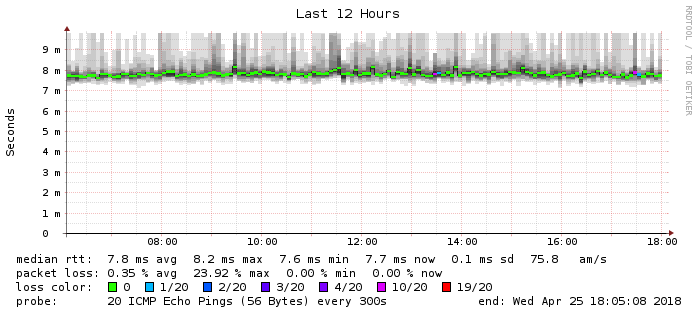 Last 12 Hours
RRDTOOL / TOBI OETIKER
Seconds
9 m
8 m
7 m
6 m
5 m
4 m
3 m
2 m
1 m
0
08:00 10:00 12:00 14:00 16:00 18:00
median rtt: 7.8 ms avg 8.2 ms max 7.6 ms min 7.7 ms now 0.1 ms sd 75.8 am/s
packet loss: 0.35 % avg 23.92 % max 0.00 % min 0.00 % now
loss color: 0 1/20 2/20 3/20 4/20 10/20 19/20
probe: 20 ICMP Echo Pings (56 Bytes) every 300s end: Wed Apr 25 18:05:08 2018